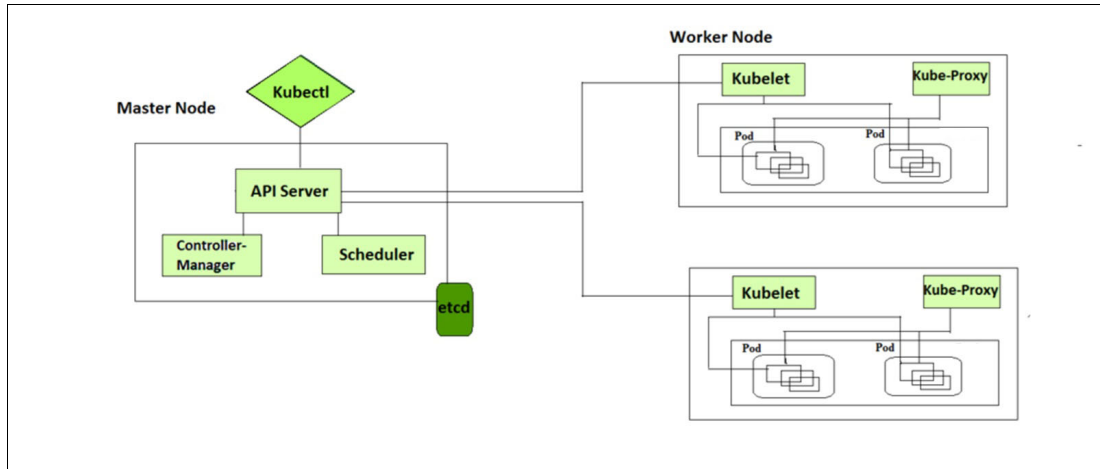 Master Node
Kubectl
API Server
Controller-
Manager
Scheduler
etcd
Worker Node
Kubelet
Kube-Proxy
Pod
Pod
Kubelet
Kube-Proxy
Pod
Pod